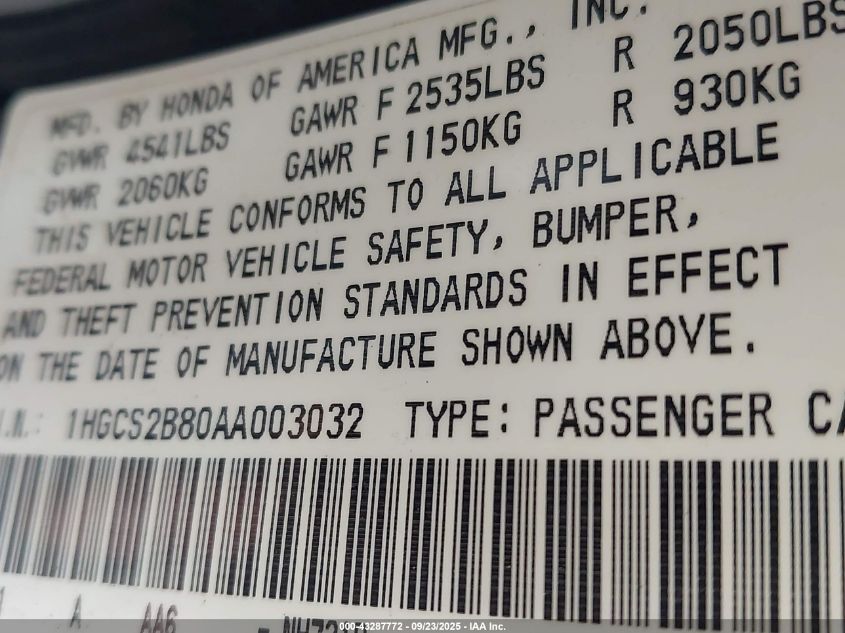 MFD. BY HONDA OF AMERICA MFG., INC.
GVWR 4541LBS GAWR F 2535LBS R 2050LBS
GVWR 2060KG GAWR F 1150KG R 930KG
THIS VEHICLE CONFORMS TO ALL APPLICABLE
FEDERAL MOTOR VEHICLE SAFETY, BUMPER,
AND THEFT PREVENTION STANDARDS IN EFFECT
ON THE DATE OF MANUFACTURE SHOWN ABOVE.
.I.N.: 1HGCS2B80AA003032 TYPE: PASSENGER CA
A AA6 - NH73
000-43287772 - 09/23/2025 - IAA Inc.